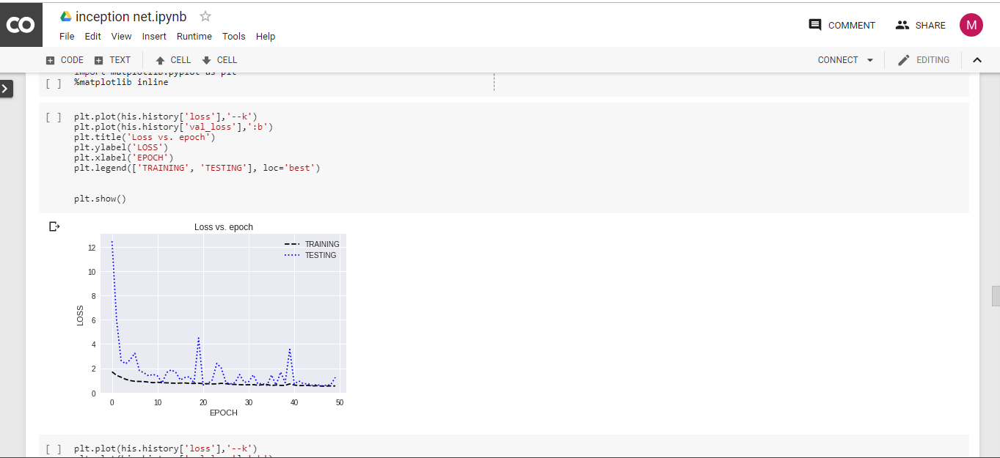 CO inception net.ipynb
File Edit View Insert Runtime Tools Help
COMMENT SHARE M
CODE TEXT CELL CELL CONNECT EDITING
import matplotlib.pyplot as plt
[ ] %matplotlib inline
[ ] plt.plot(his.history['loss'],'--k')
plt.plot(his.history['val_loss'],':b')
plt.title('Loss vs. epoch')
plt.ylabel('LOSS')
plt.xlabel('EPOCH')
plt.legend(['TRAINING', 'TESTING'], loc='best')
plt.show()
Loss vs. epoch
TRAINING
TESTING
12
10
8
6
4
2
0
LOSS
0 10 20 30 40 50
EPOCH
[ ] plt.plot(his.history['loss'],'--k')